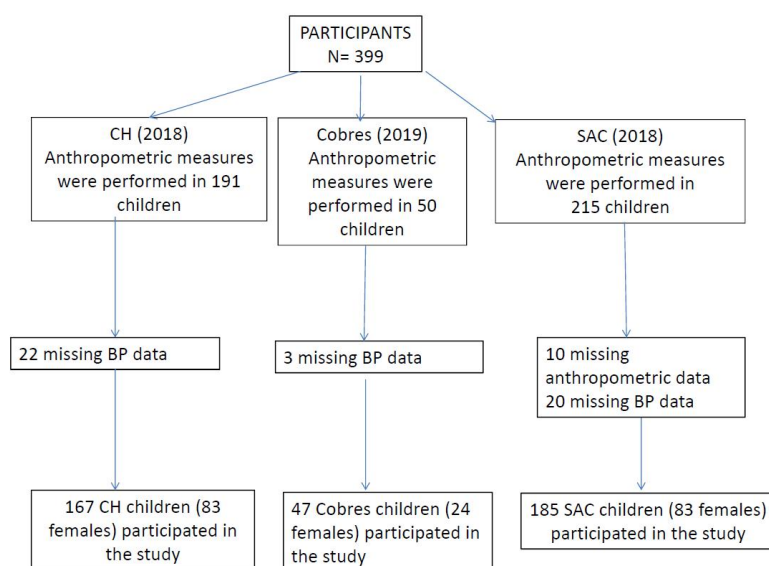 PARTICIPANTS
N= 399
CH (2018)
Anthropometric measures
were performed in 191
children
Cobres (2019)
Anthropometric
measures were
performed in 50
children
SAC (2018)
Anthropometric measures
were performed in
215 children
22 missing BP data
3 missing BP data
10 missing
anthropometric data
20 missing BP data
167 CH children (83
females) participated in
the study
47 Cobres children (24
females) participated in
the study
185 SAC children (83 females)
participated in the study